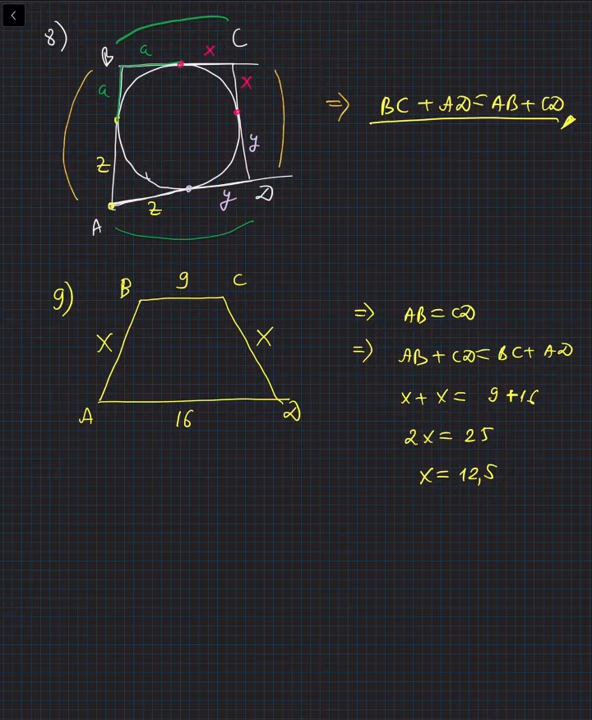 8)
B a x C
a x
z y
A z y D
=> BC + AD = AB + CD
9)
B 9 C
x x
A 16 D
=> AB = CD
=> AB + CD = BC + AD
x + x = 9 + 16
2x = 25
x = 12,5